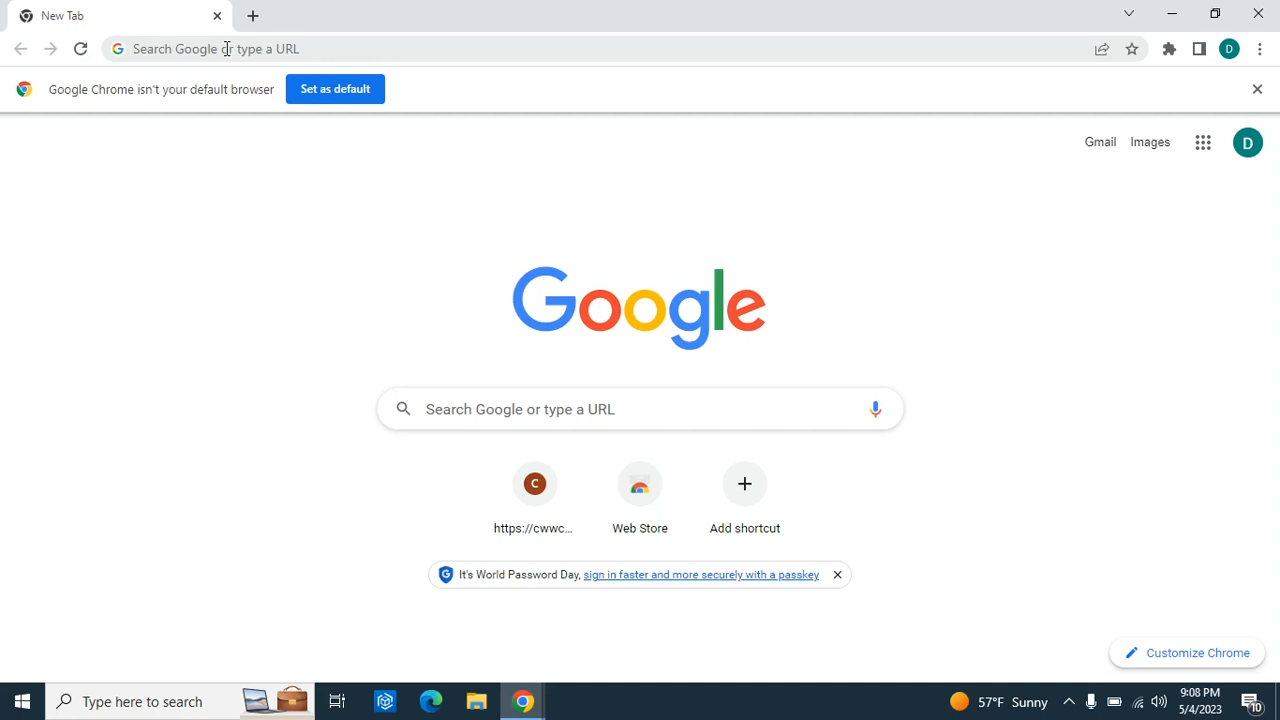 New Tab
Search Google or type a URL
D
Google Chrome isn't your default browser
Set as default
Gmail
Images
D
Google
Search Google or type a URL
C
https://cwwc...
Web Store
Add shortcut
It's World Password Day, sign in faster and more securely with a passkey
Customize Chrome
Type here to search
57°F Sunny
9:08 PM
5/4/2023
10